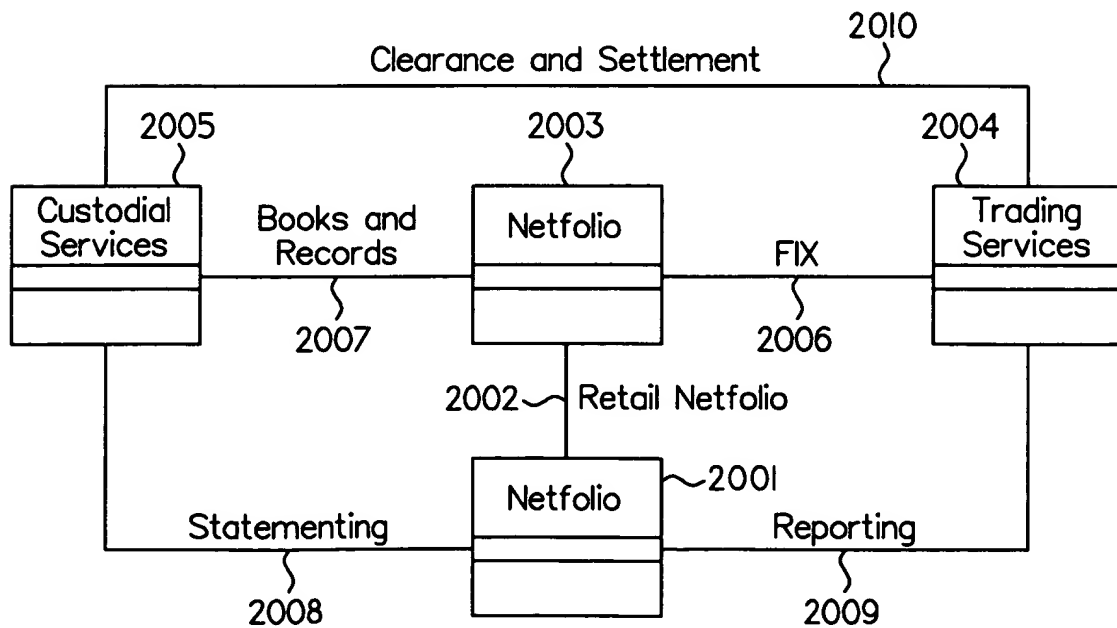 2010
Clearance and Settlement
2005
2003
2004
Custodial
Services
Books and
Records
Netfolio
FIX
Trading
Services
2007
2006
2002
Retail Netfolio
Netfolio
2001
Statementing
Reporting
2008
2009